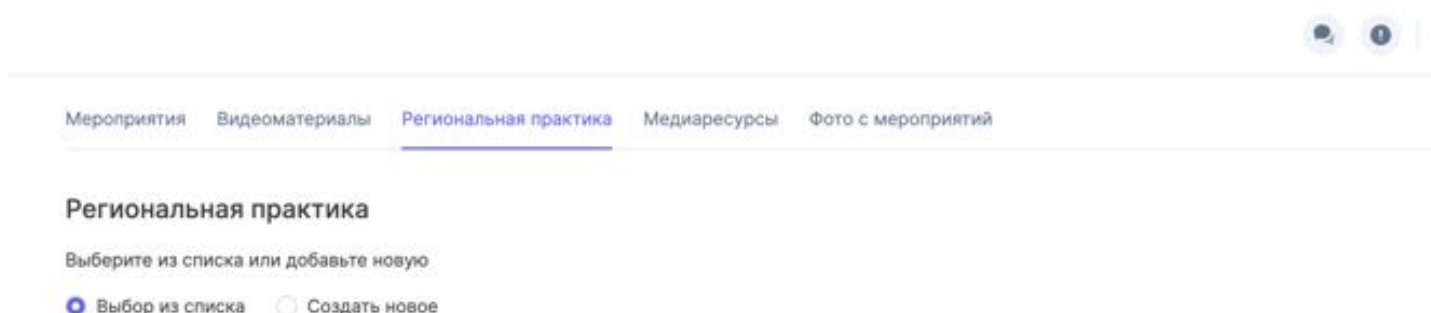 Мероприятия Видеоматериалы Региональная практика Медиаресурсы Фото с мероприятий
Региональная практика
Выберите из списка или добавьте новую
Выбор из списка Создать новое